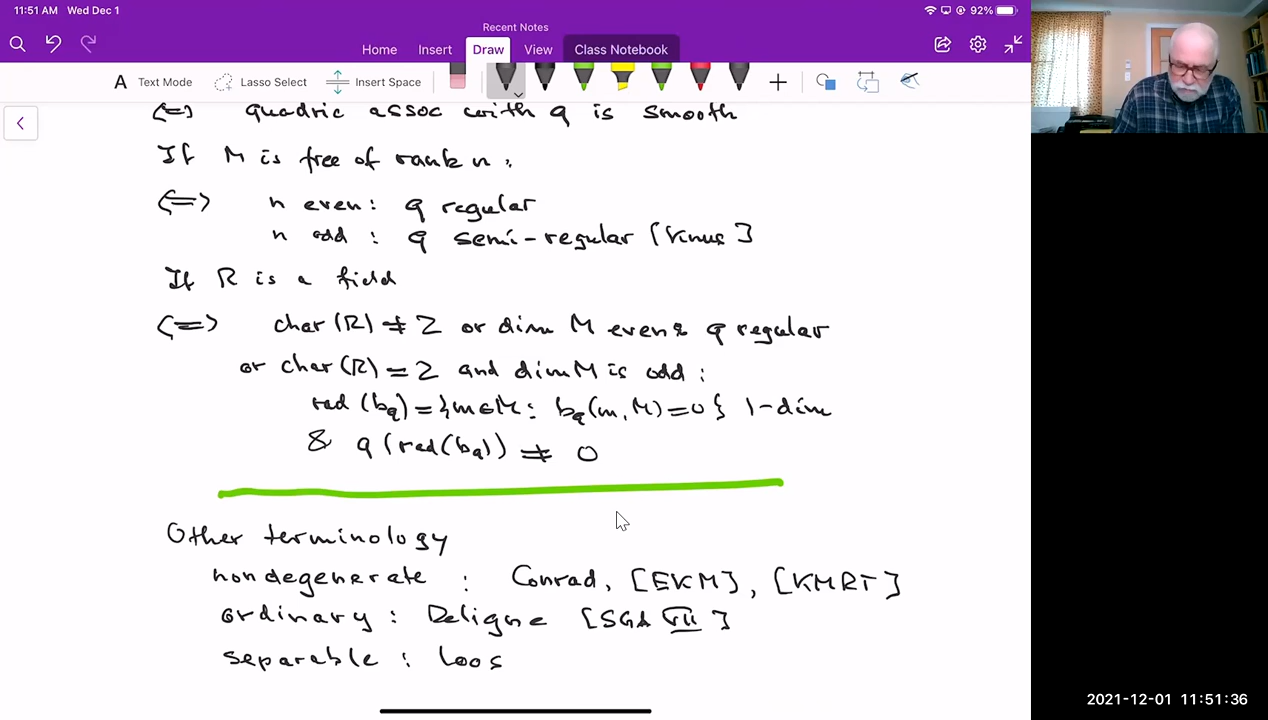 11:51 AM Wed Dec 1
Recent Notes
92%
Home Insert Draw View Class Notebook
Text Mode Lasso Select Insert Space
(⇔) quadric assoc with q is smooth
If M is free of rank n,
⇔ n even: q regular
n odd : q semi-regular [Knus]
If R is a field
⇔ char(R) ≠ 2 or dim M even & q regular
or char(R) = 2 and dim M is odd :
rad (bq) = {m∈M : bq(m, M) = 0} 1-dim
& q(rad(bq)) ≠ 0
Other terminology
nondegenerate : Conrad, [EKM], [KMRT]
ordinary : Deligne [SGA VII]
separable : Loos
2021-12-01 11:51:36